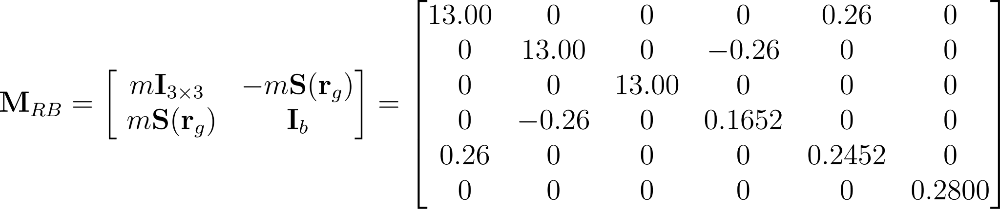 M_{RB} = [ mI_{3×3} −mS(r_g) ; mS(r_g) I_b ] =
13.00 0 0 0 0.26 0
0 13.00 0 −0.26 0 0
0 0 13.00 0 0 0
0 −0.26 0 0.1652 0 0
0.26 0 0 0 0.2452 0
0 0 0 0 0 0.2800